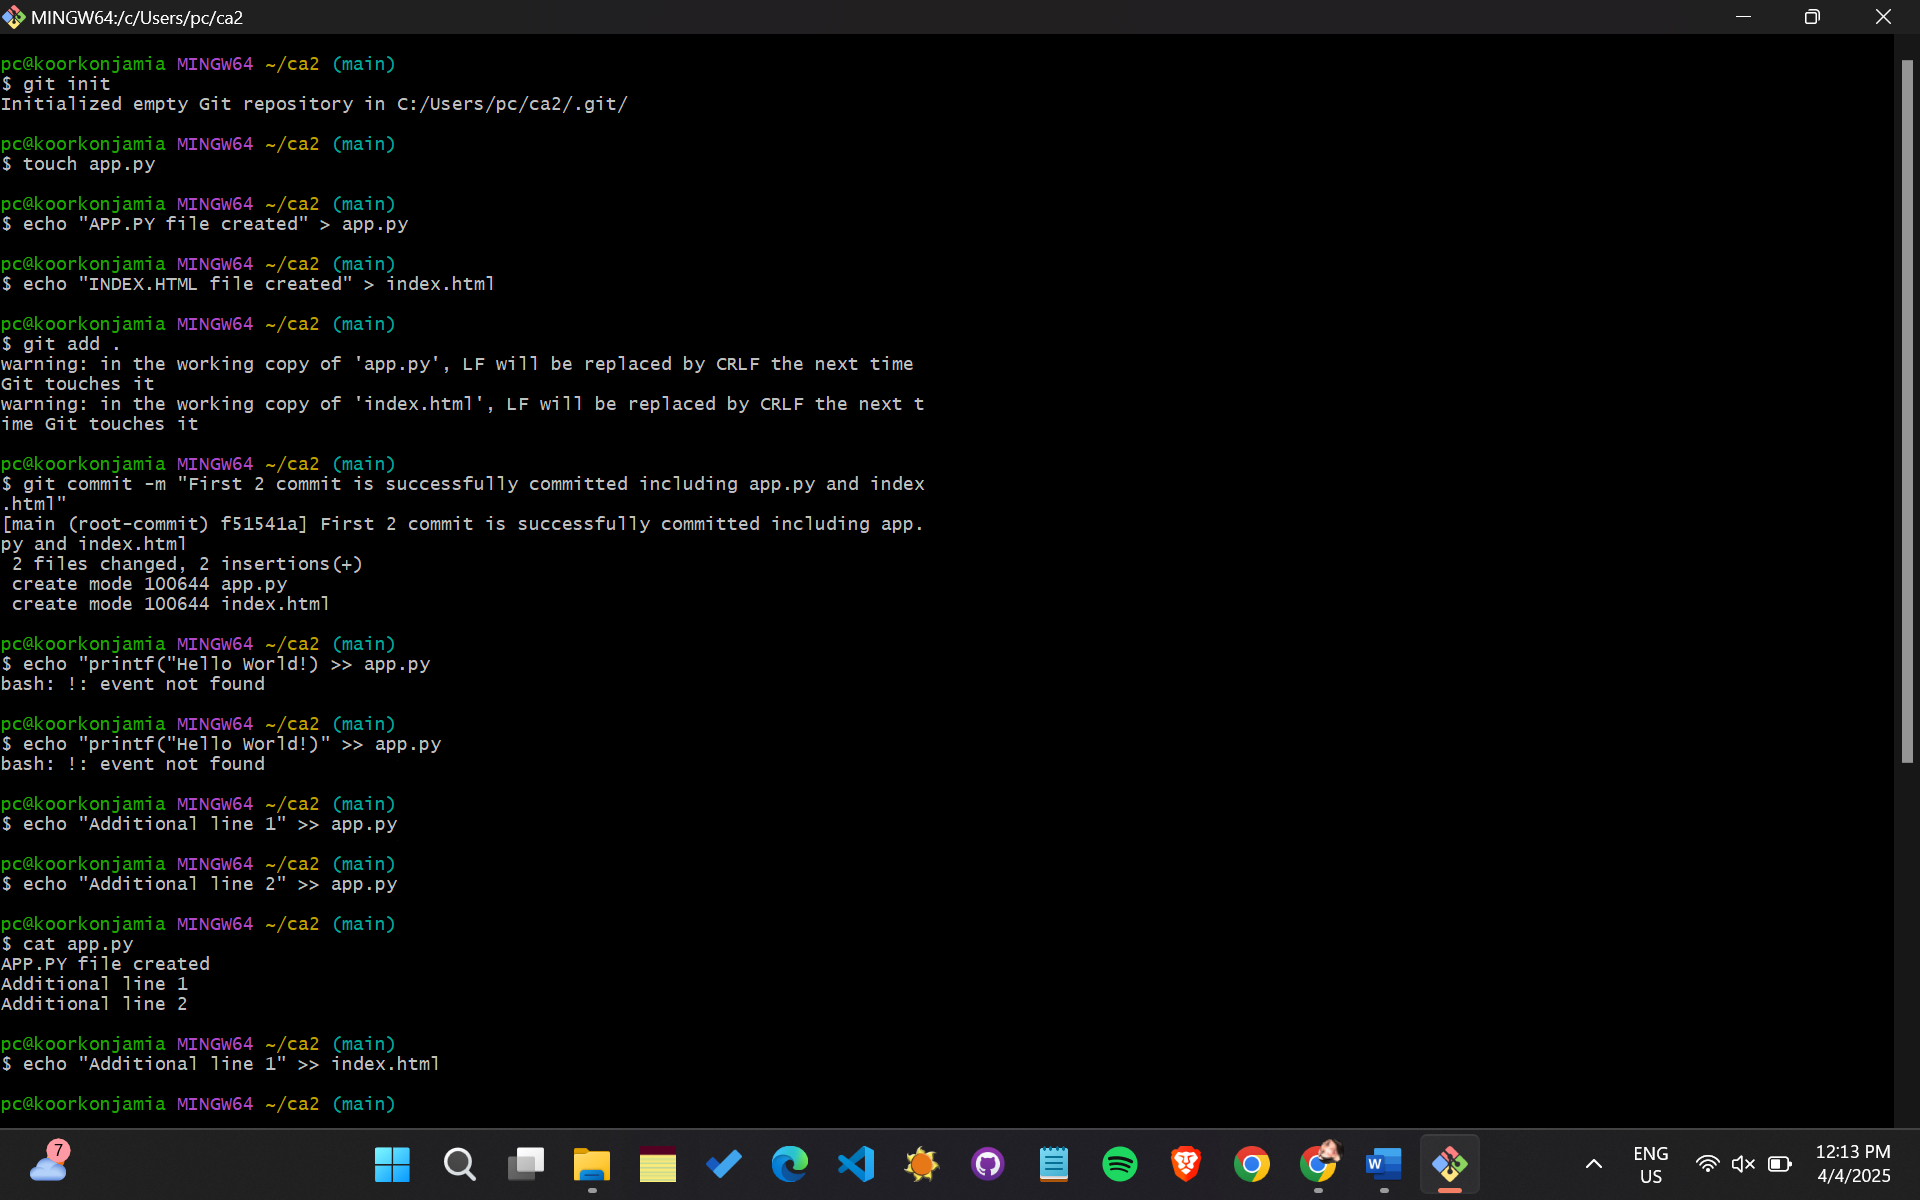 MINGW64:/c/Users/pc/ca2
pc@koorkonjamia MINGW64 ~/ca2 (main)
$ git init
Initialized empty Git repository in C:/Users/pc/ca2/.git/
pc@koorkonjamia MINGW64 ~/ca2 (main)
$ touch app.py
pc@koorkonjamia MINGW64 ~/ca2 (main)
$ echo "APP.PY file created" > app.py
pc@koorkonjamia MINGW64 ~/ca2 (main)
$ echo "INDEX.HTML file created" > index.html
pc@koorkonjamia MINGW64 ~/ca2 (main)
$ git add .
warning: in the working copy of 'app.py', LF will be replaced by CRLF the next time
Git touches it
warning: in the working copy of 'index.html', LF will be replaced by CRLF the next t
ime Git touches it
pc@koorkonjamia MINGW64 ~/ca2 (main)
$ git commit -m "First 2 commit is successfully committed including app.py and index
.html"
[main (root-commit) f51541a] First 2 commit is successfully committed including app.
py and index.html
2 files changed, 2 insertions(+)
create mode 100644 app.py
create mode 100644 index.html
pc@koorkonjamia MINGW64 ~/ca2 (main)
$ echo "printf("Hello World!) >> app.py
bash: !: event not found
pc@koorkonjamia MINGW64 ~/ca2 (main)
$ echo "printf("Hello World!)" >> app.py
bash: !: event not found
pc@koorkonjamia MINGW64 ~/ca2 (main)
$ echo "Additional line 1" >> app.py
pc@koorkonjamia MINGW64 ~/ca2 (main)
$ echo "Additional line 2" >> app.py
pc@koorkonjamia MINGW64 ~/ca2 (main)
$ cat app.py
APP.PY file created
Additional line 1
Additional line 2
pc@koorkonjamia MINGW64 ~/ca2 (main)
$ echo "Additional line 1" >> index.html
pc@koorkonjamia MINGW64 ~/ca2 (main)
7
W
ENG
US
12:13 PM
4/4/2025